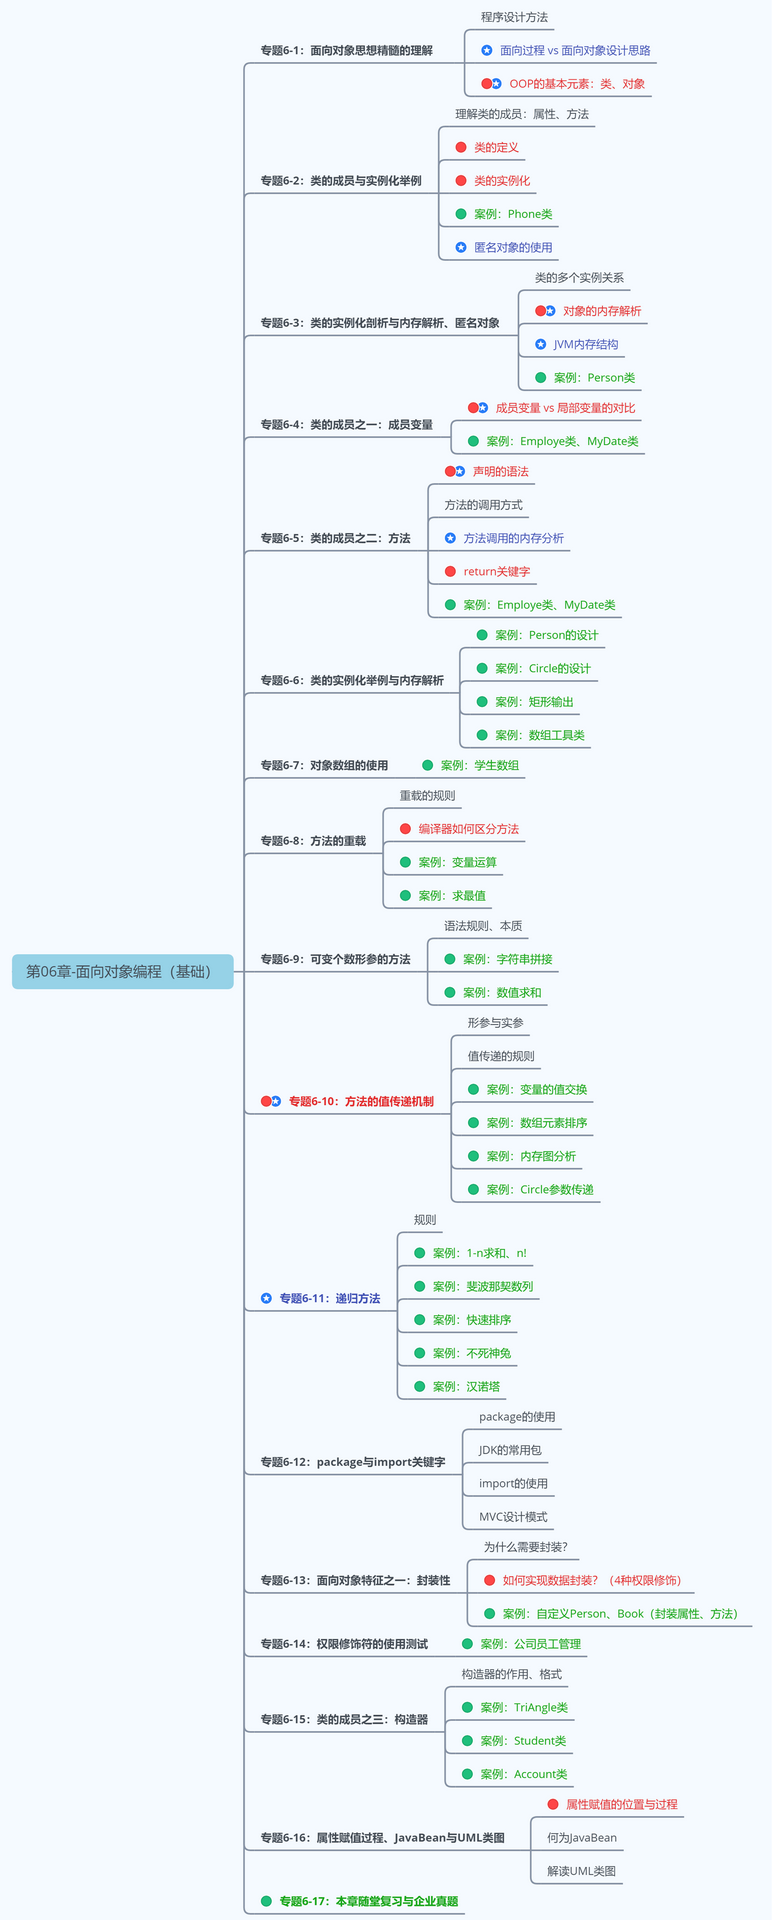 程序设计方法
专题6-1：面向对象思想精髓的理解
面向过程 vs 面向对象设计思路
OOP的基本元素：类、对象
理解类的成员：属性、方法
类的定义
专题6-2：类的成员与实例化举例
类的实例化
案例：Phone类
匿名对象的使用
类的多个实例关系
对象的内存解析
专题6-3：类的实例化剖析与内存解析、匿名对象
JVM内存结构
案例：Person类
成员变量 vs 局部变量的对比
专题6-4：类的成员之一：成员变量
案例：Employe类、MyDate类
声明的语法
方法的调用方式
专题6-5：类的成员之二：方法
方法调用的内存分析
return关键字
案例：Employe类、MyDate类
案例：Person的设计
案例：Circle的设计
专题6-6：类的实例化举例与内存解析
案例：矩形输出
案例：数组工具类
专题6-7：对象数组的使用
案例：学生数组
重载的规则
编译器如何区分方法
专题6-8：方法的重载
案例：变量运算
案例：求最值
语法规则、本质
专题6-9：可变个数形参的方法
案例：字符串拼接
案例：数值求和
第06章-面向对象编程（基础）
形参与实参
值传递的规则
案例：变量的值交换
专题6-10：方法的值传递机制
案例：数组元素排序
案例：内存图分析
案例：Circle参数传递
规则
案例：1-n求和、n!
案例：斐波那契数列
专题6-11：递归方法
案例：快速排序
案例：不死神兔
案例：汉诺塔
package的使用
JDK的常用包
专题6-12：package与import关键字
import的使用
MVC设计模式
为什么需要封装？
专题6-13：面向对象特征之一：封装性
如何实现数据封装？（4种权限修饰）
案例：自定义Person、Book（封装属性、方法）
专题6-14：权限修饰符的使用测试
案例：公司员工管理
构造器的作用、格式
案例：TriAngle类
专题6-15：类的成员之三：构造器
案例：Student类
案例：Account类
属性赋值的位置与过程
专题6-16：属性赋值过程、JavaBean与UML类图
何为JavaBean
解读UML类图
专题6-17：本章随堂复习与企业真题